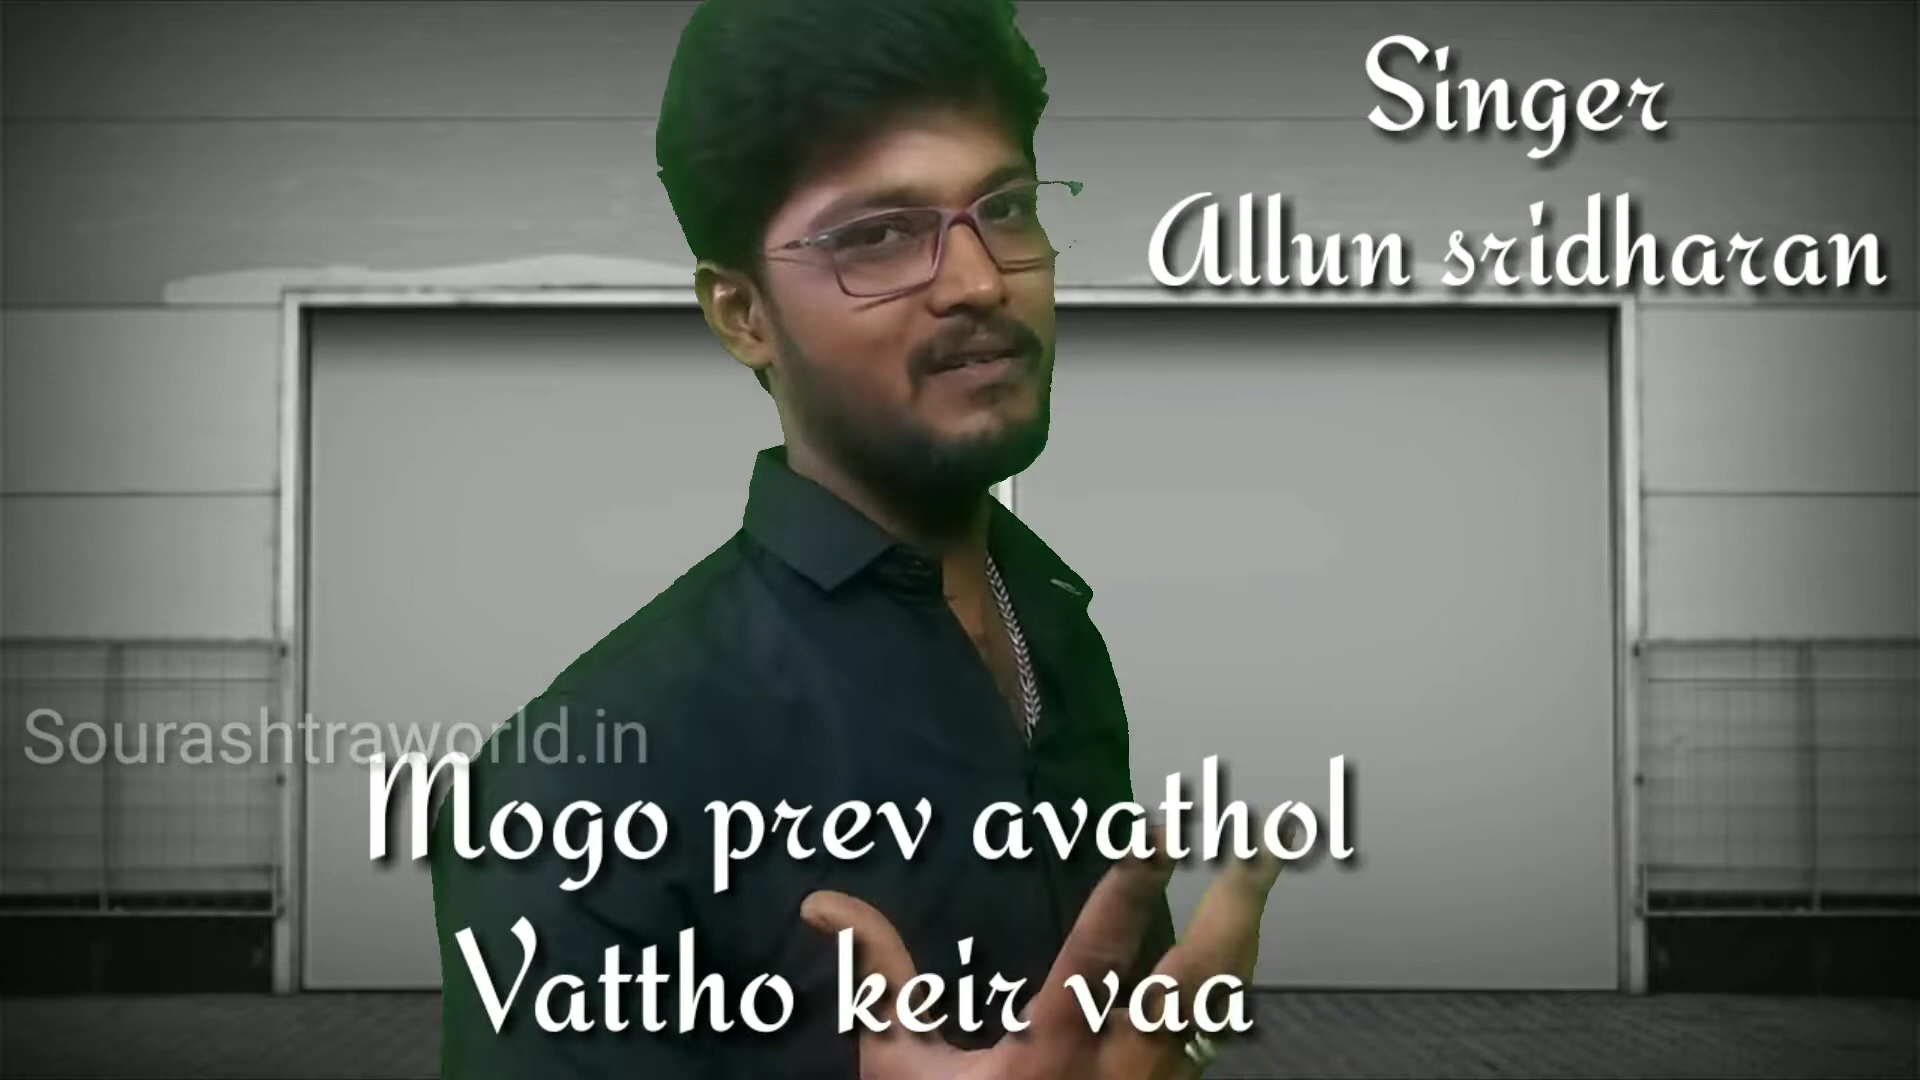 Singer
Allun sridharan
Sourashtraworld.in
Mogo prev avathol
Vattho keir vaa